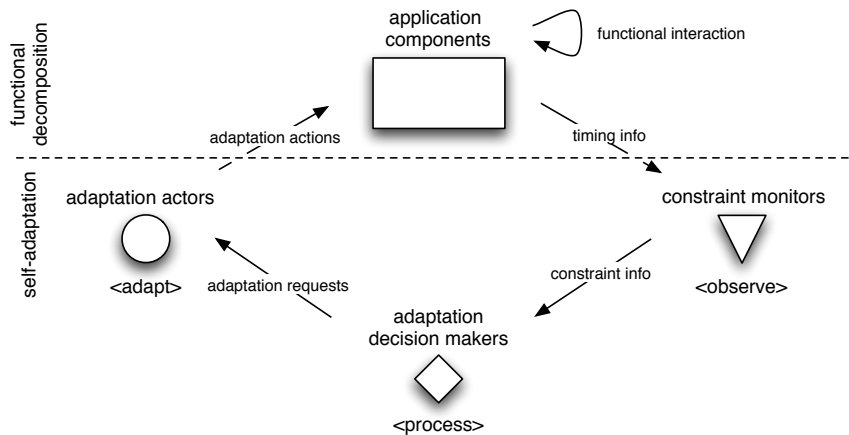 functional
decomposition
application
components
functional interaction
adaptation actions
timing info
self-adaptation
adaptation actors
constraint monitors
<adapt>
adaptation requests
constraint info
<observe>
adaptation
decision makers
<process>